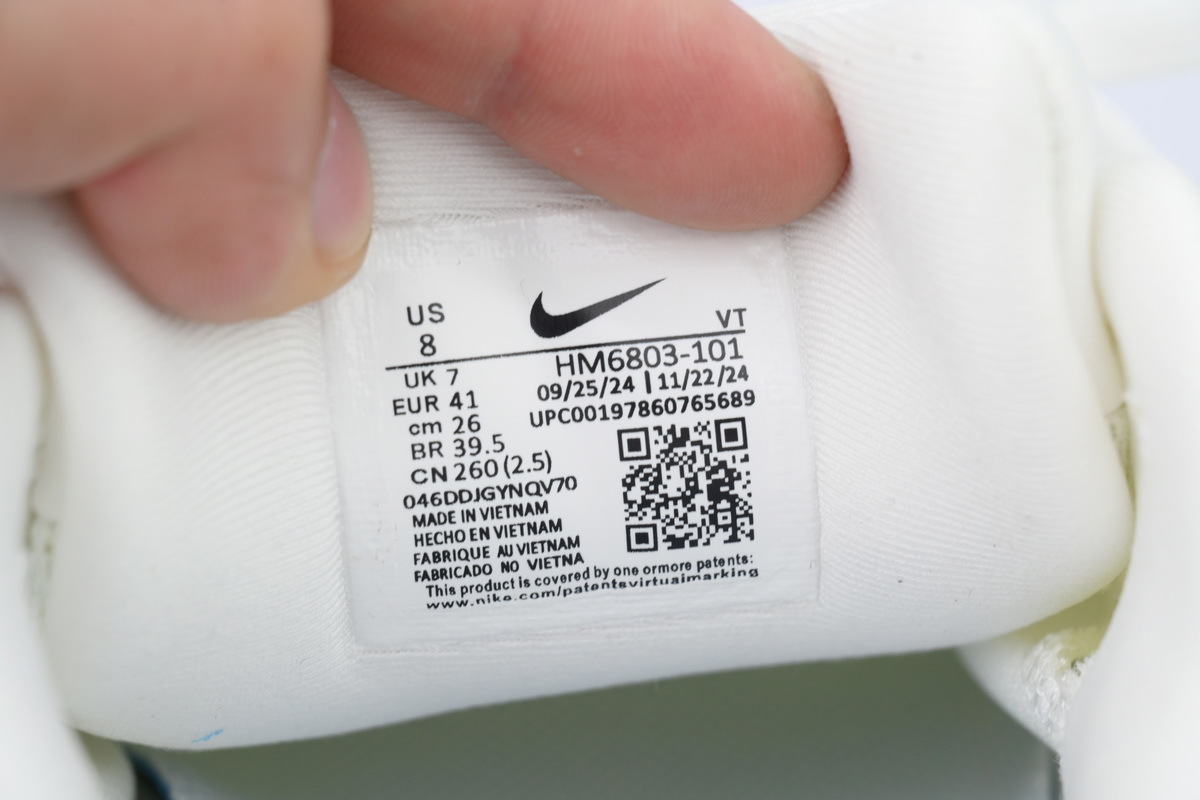 US
8
VT
HM6803-101
UK 7
09/25/24 | 11/22/24
EUR 41
UPC00197860765689
cm 26
BR 39.5
CN 260 (2.5)
046DDJGYNQV70
MADE IN VIETNAM
HECHO EN VIETNAM
FABRIQUE AU VIETNAM
FABRICADO NO VIETNA
This product is covered by one ormore patents:
www.nike.com/patentsvirtuaimarking